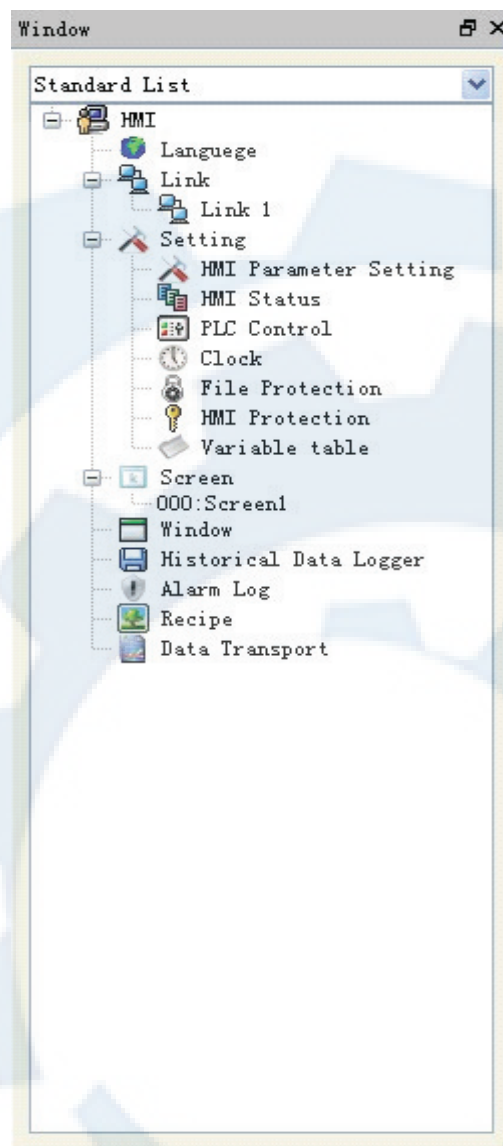 Window
Standard List
HMI
Languege
Link
Link 1
Setting
HMI Parameter Setting
HMI Status
PLC Control
Clock
File Protection
HMI Protection
Variable table
Screen
000:Screen1
Window
Historical Data Logger
Alarm Log
Recipe
Data Transport